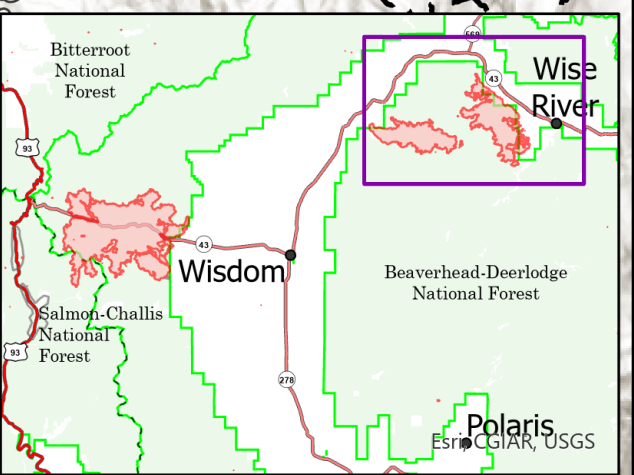 Bitterroot
National
Forest
569
43
Wise
River
93
43
Wisdom
Beaverhead-Deerlodge
National Forest
Salmon-Challis
National
Forest
93
278
Polaris
Esri, CGIAR, USGS